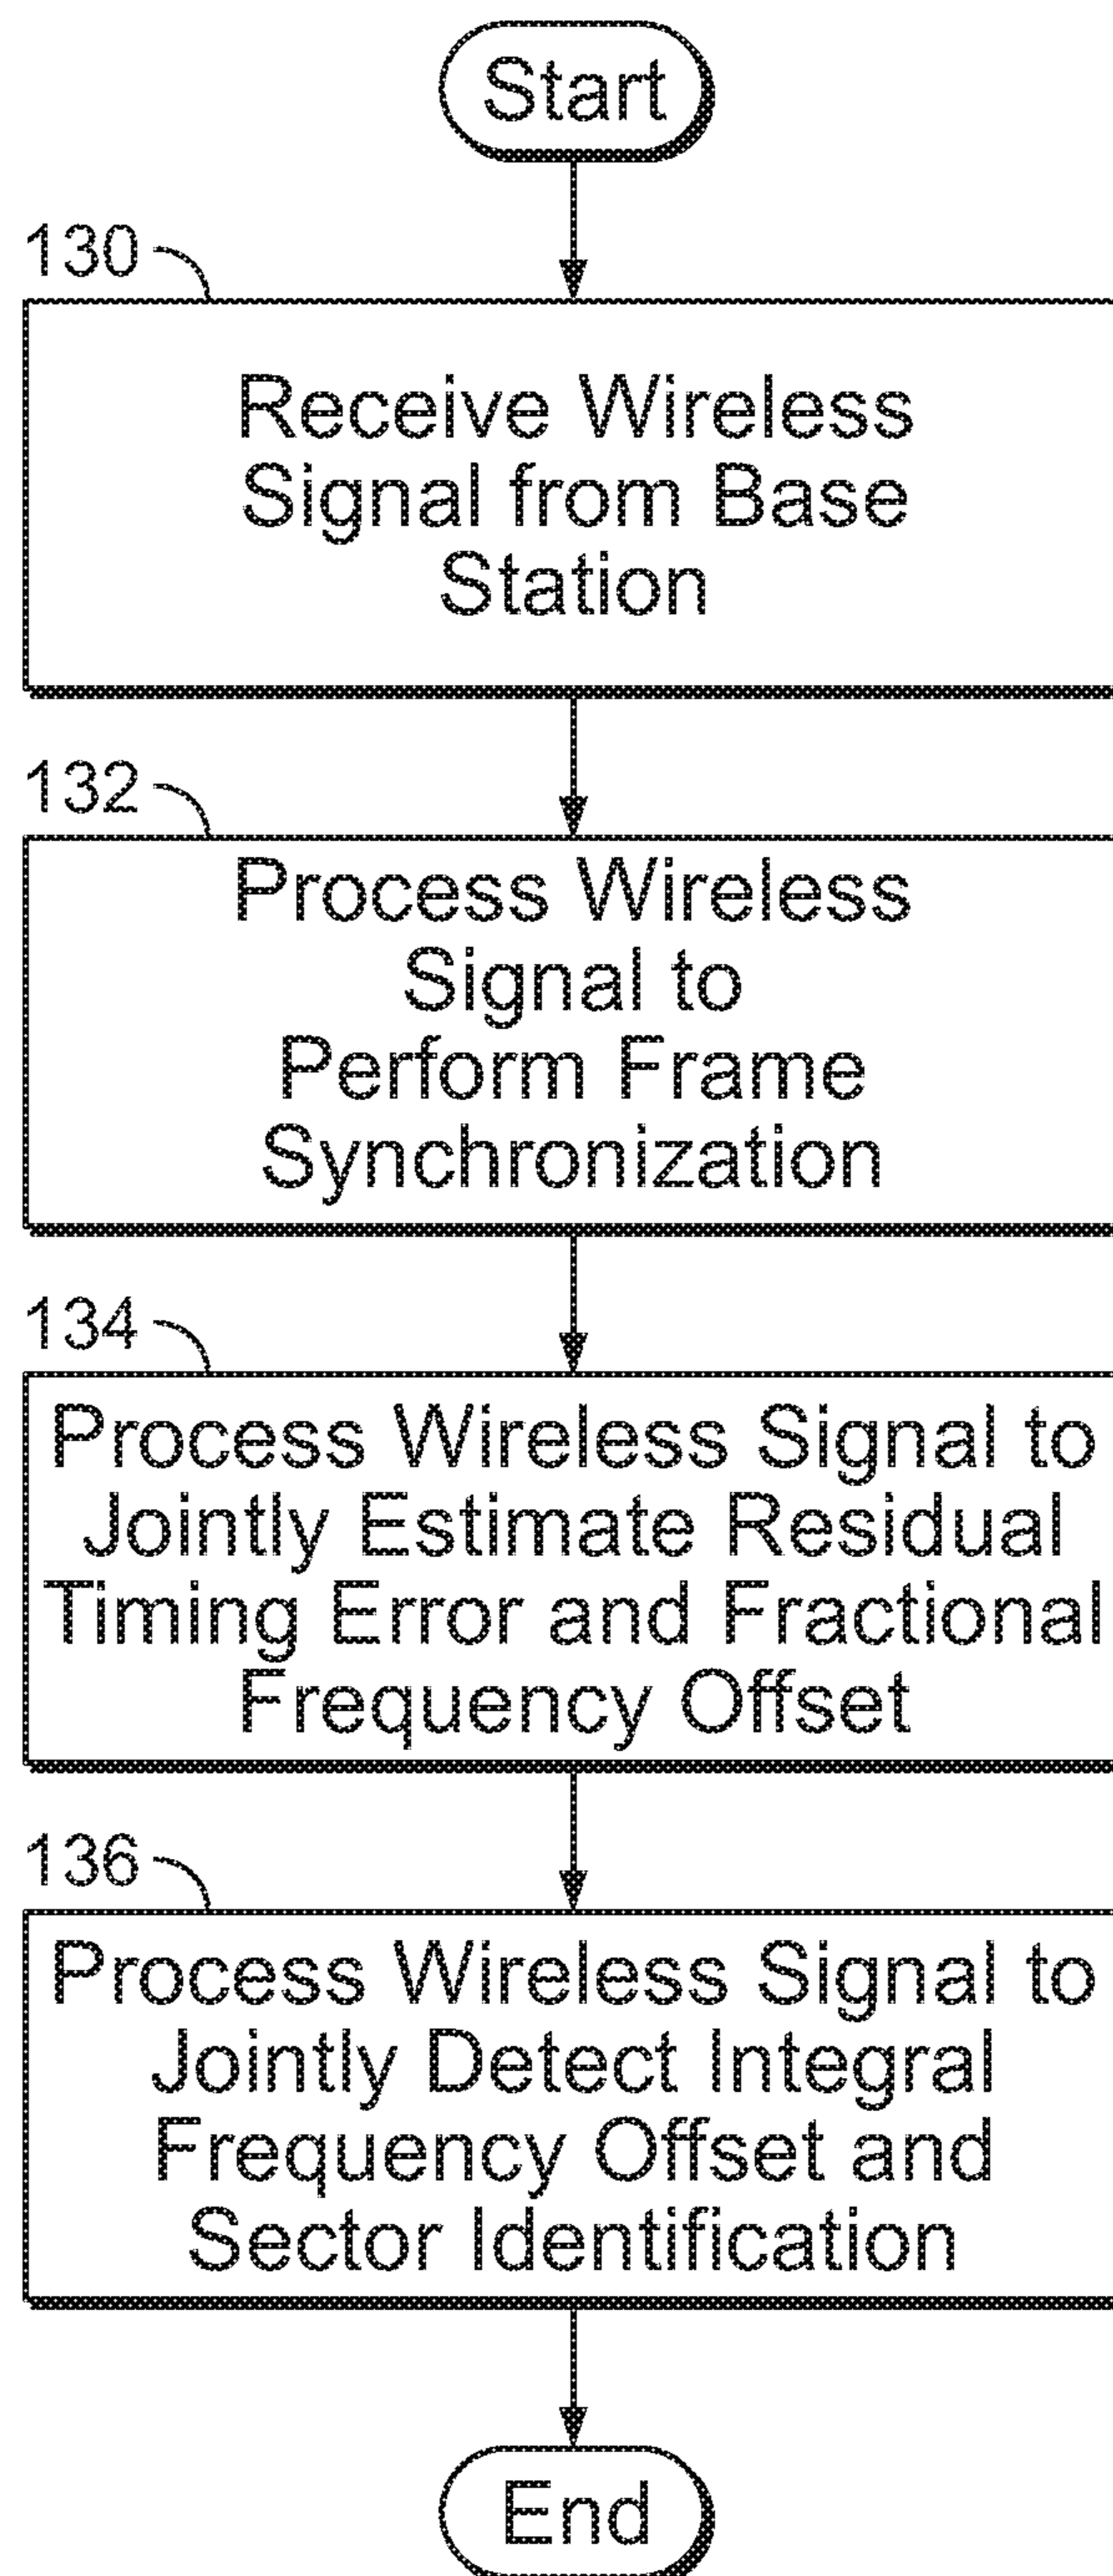 Start
130
Receive Wireless
Signal from Base
Station
132
Process Wireless
Signal to
Perform Frame
Synchronization
134
Process Wireless Signal to
Jointly Estimate Residual
Timing Error and Fractional
Frequency Offset
136
Process Wireless Signal to
Jointly Detect Integral
Frequency Offset and
Sector Identification
End